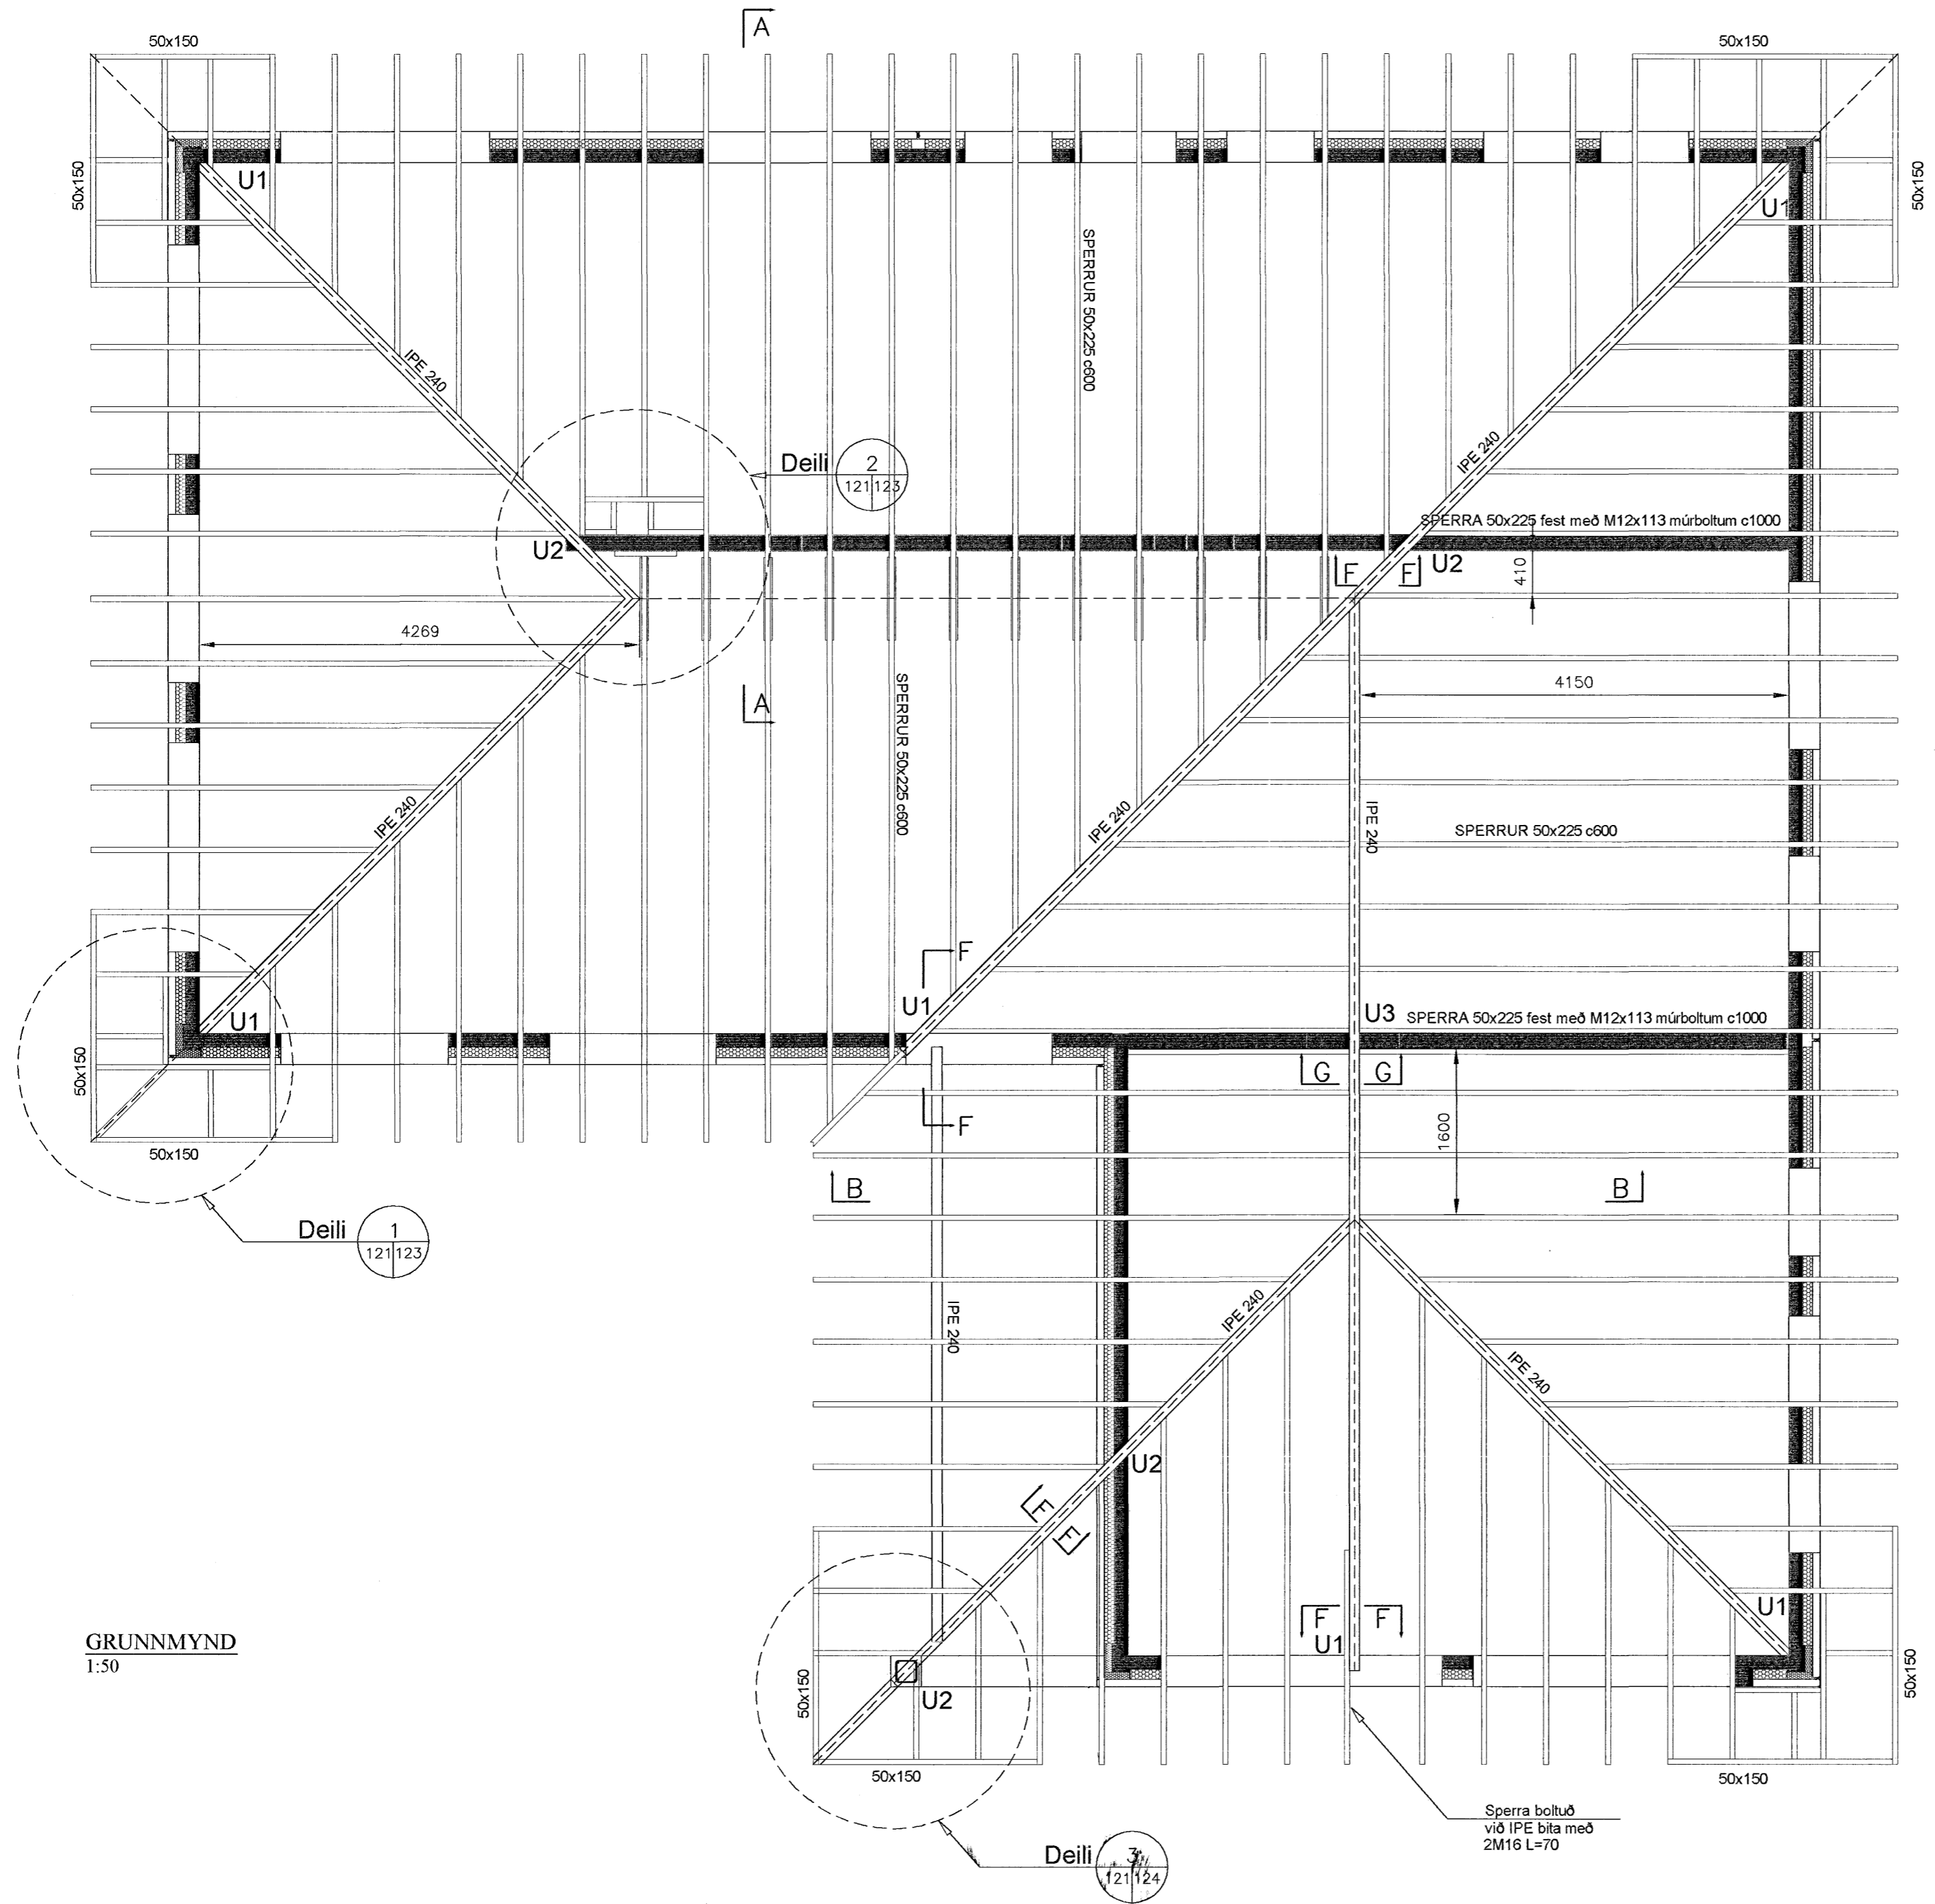 A
50x150
50x150
50x150
50x150
U1
U1
SPERRUR 50x225 c600
IPE 240
IPE 240
Deili
2
121 123
SPERRA 50x225 fest með M12x113 múrboltum c1000
U2
F
F
U2
410
4269
4150
A
SPERRUR 50x225 c600
IPE 240
IPE 240
IPE 240
SPERRUR 50x225 c600
F
U1
U1
U3
SPERRA 50x225 fest með M12x113 múrboltum c1000
50x150
G
G
F
1600
50x150
B
B
Deili
1
121 123
IPE 240
IPE 240
IPE 240
U2
F
F
GRUNNMYND
1:50
F
F
U1
U1
50x150
50x150
U2
50x150
50x150
Sperra boltuð
við IPE bita með
2M16 L=70
Deili
3
121 124